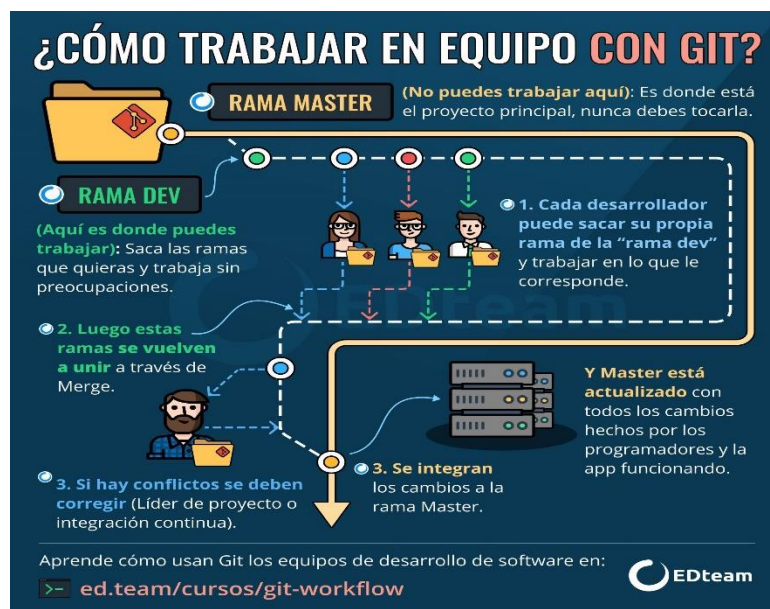 ¿CÓMO TRABAJAR EN EQUIPO CON GIT?
RAMA MASTER
(No puedes trabajar aquí): Es donde está
el proyecto principal, nunca debes tocarla.
RAMA DEV
(Aquí es donde puedes
trabajar): Saca las ramas
que quieras y trabaja sin
preocupaciones.
1. Cada desarrollador
puede sacar su propia
rama de la “rama dev”
y trabajar en lo que le
corresponde.
EDteam
2. Luego estas
ramas se vuelven
a unir a través de
Merge.
Y Master está
actualizado con
todos los cambios
hechos por los
programadores y la
app funcionando.
3. Si hay conflictos se deben
corregir (Líder de proyecto o
integración continua).
3. Se integran
los cambios a la
rama Master.
Aprende cómo usan Git los equipos de desarrollo de software en:
>- ed.team/cursos/git-workflow
EDteam